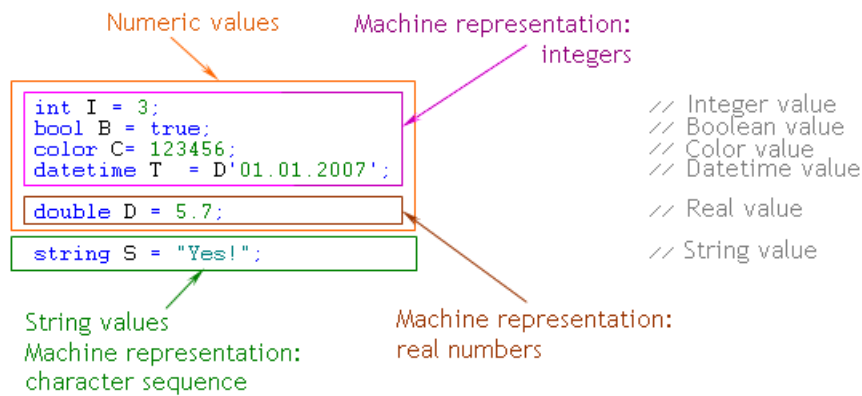 Numeric values
Machine representation:
integers
int I = 3; // Integer value
bool B = true; // Boolean value
color C= 123456; // Color value
datetime T  = D'01.01.2007'; // Datetime value
double D = 5.7; // Real value
string S = "Yes!"; // String value
String values
Machine representation:
character sequence
Machine representation:
real numbers